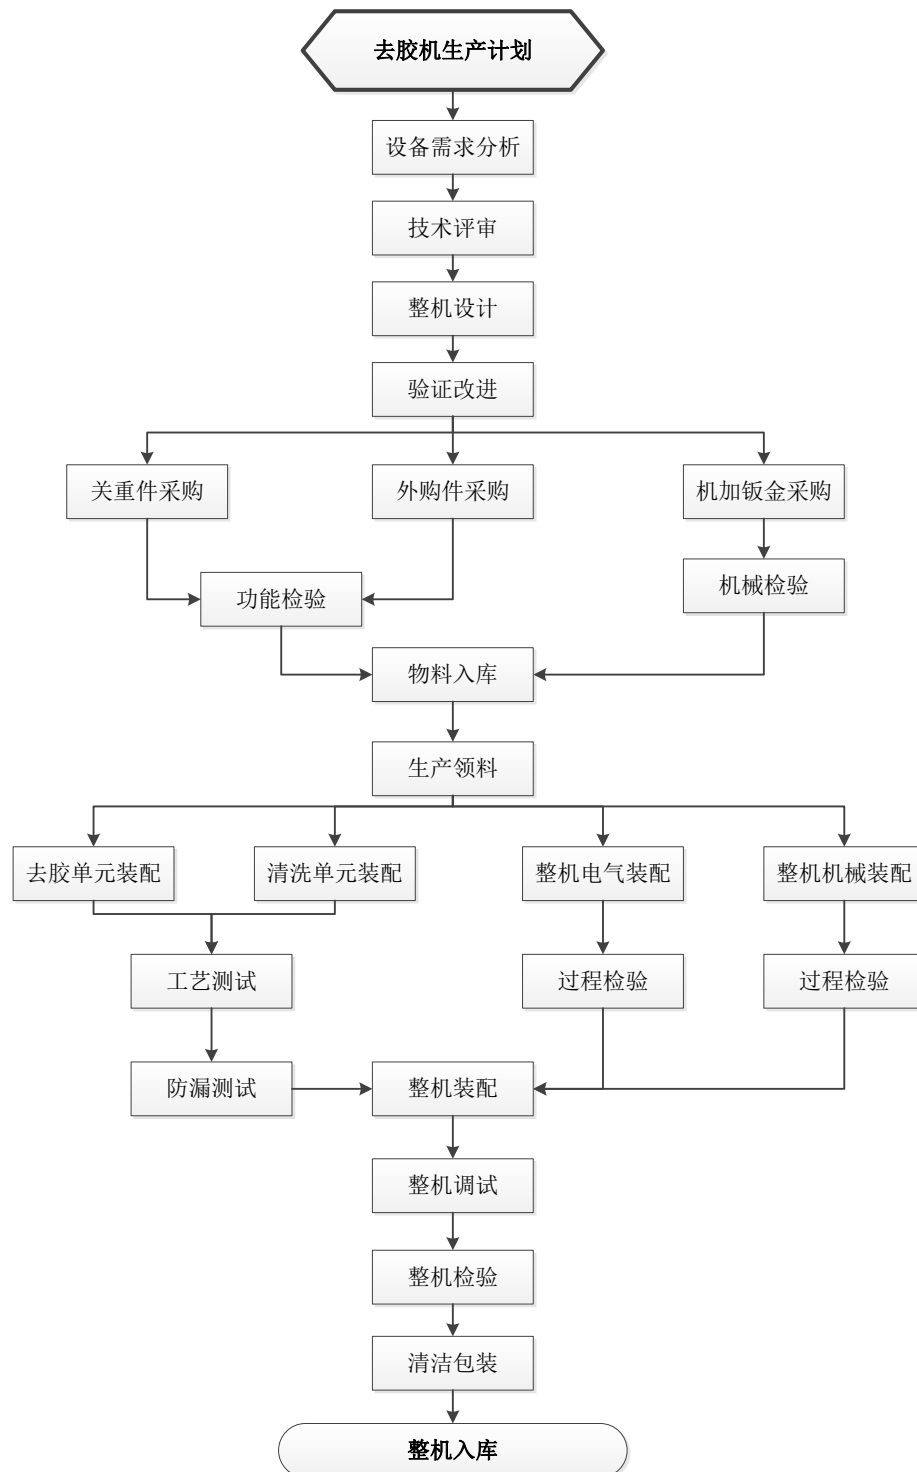 去胶机生产计划
设备需求分析
技术评审
整机设计
验证改进
关重件采购
外购件采购
机加钣金采购
机械检验
功能检验
物料入库
生产领料
去胶单元装配
清洗单元装配
整机电气装配
整机机械装配
工艺测试
过程检验
过程检验
防漏测试
整机装配
整机调试
整机检验
清洁包装
整机入库